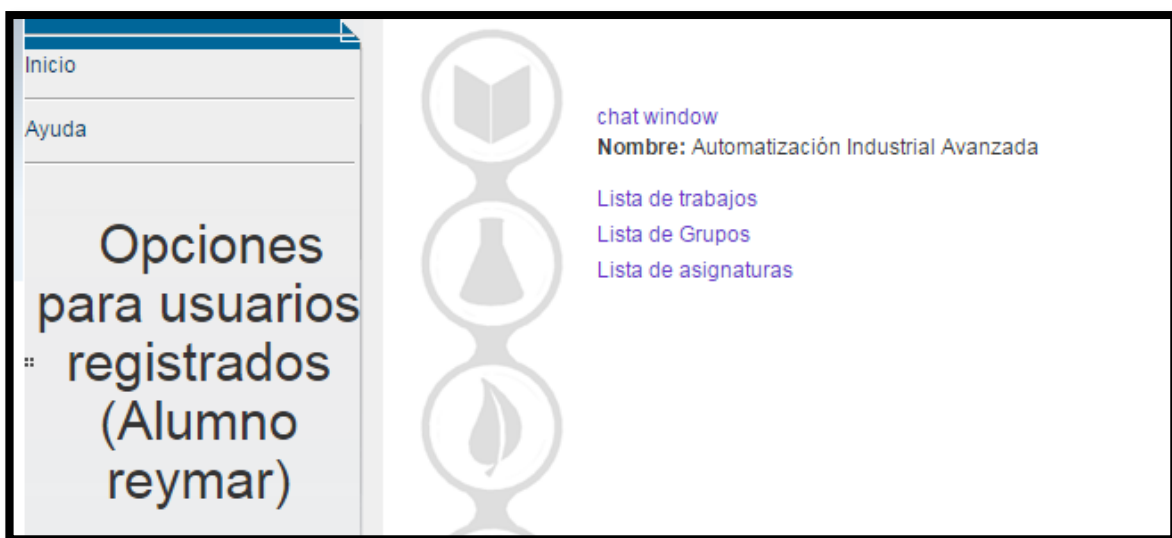 Inicio
Ayuda
Opciones
para usuarios
registrados
(Alumno
reymar)
chat window
Nombre: Automatización Industrial Avanzada
Lista de trabajos
Lista de Grupos
Lista de asignaturas